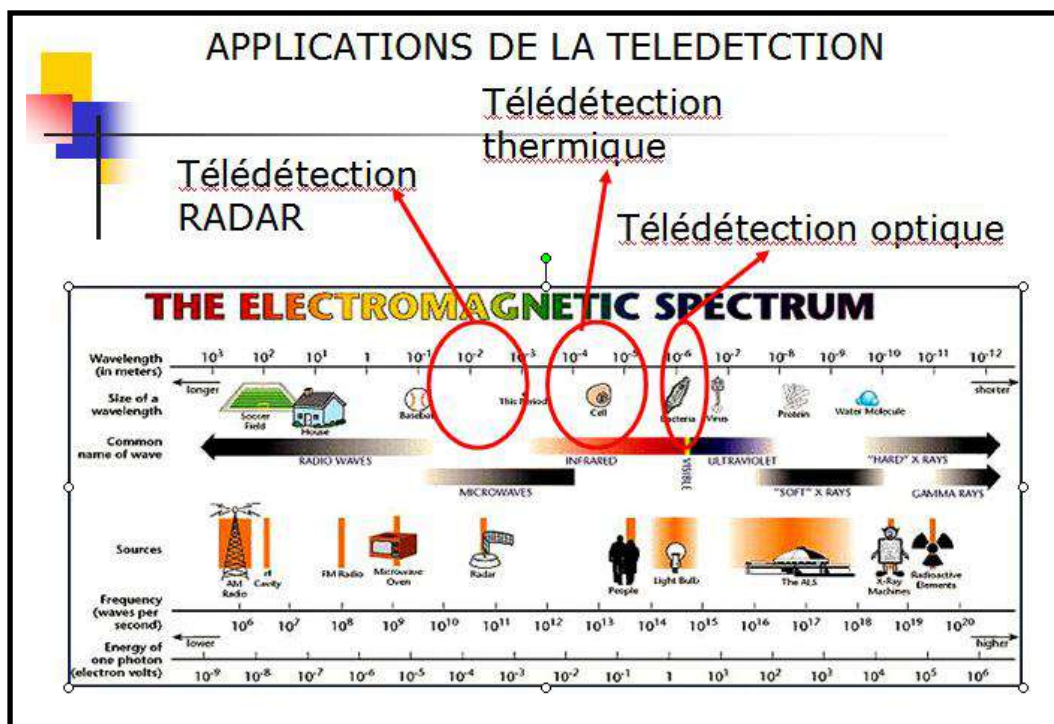 APPLICATIONS DE LA TELEDETCTION
Télédétection
thermique
Télédétection
RADAR
Télédétection optique
THE ELECTROMAGNETIC SPECTRUM
Wavelength
(in meters)
10³ 10² 10¹ 1 10⁻¹ 10⁻² 10⁻³ 10⁻⁴ 10⁻⁵ 10⁻⁶ 10⁻⁷ 10⁻⁸ 10⁻⁹ 10⁻¹⁰ 10⁻¹¹ 10⁻¹²
longer shorter
Size of a
wavelength
Soccer
Field
House
Baseball
This Period
Cell
Bacteria
Virus
Protein
Water Molecule
Common
name of wave
RADIO WAVES
INFRARED
VISIBLE
ULTRAVIOLET
"HARD" X RAYS
MICROWAVES
"SOFT" X RAYS
GAMMA RAYS
Sources
AM
Radio
rf
Cavity
FM Radio
Microwave
Oven
Radar
People
Light Bulb
The ALS
X-Ray
Machines
Radioactive
Elements
Frequency
(waves per
second)
10⁶ 10⁷ 10⁸ 10⁹ 10¹⁰ 10¹¹ 10¹² 10¹³ 10¹⁴ 10¹⁵ 10¹⁶ 10¹⁷ 10¹⁸ 10¹⁹ 10²⁰
lower higher
Energy of
one photon
(electron volts)
10⁻⁹ 10⁻⁸ 10⁻⁷ 10⁻⁶ 10⁻⁵ 10⁻⁴ 10⁻³ 10⁻² 10⁻¹ 1 10¹ 10² 10³ 10⁴ 10⁵ 10⁶